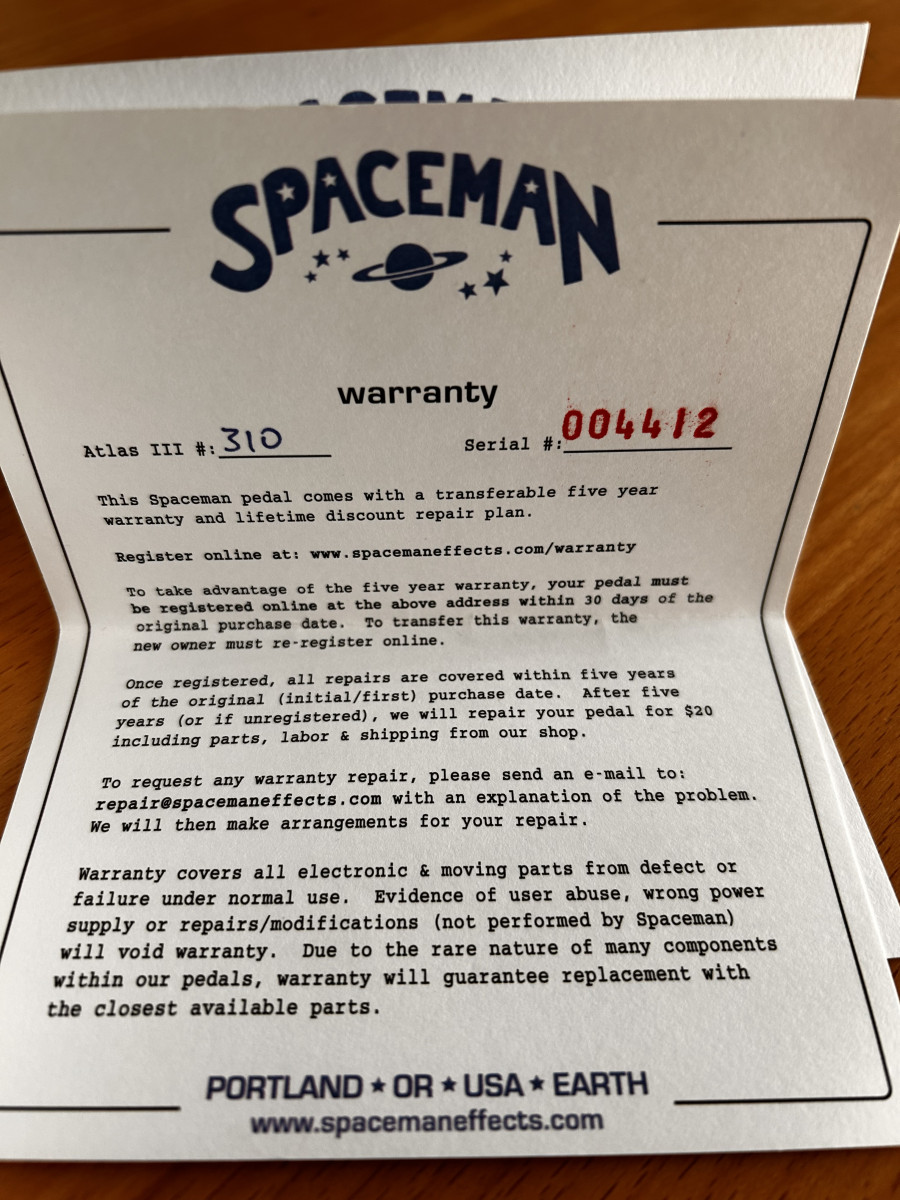 SPACEMAN
warranty
Atlas III #: 310 Serial #: 004412
This Spaceman pedal comes with a transferable five year
warranty and lifetime discount repair plan.
Register online at: www.spacemaneffects.com/warranty
To take advantage of the five year warranty, your pedal must
be registered online at the above address within 30 days of the
original purchase date. To transfer this warranty, the
new owner must re-register online.
Once registered, all repairs are covered within five years
of the original (initial/first) purchase date. After five
years (or if unregistered), we will repair your pedal for $20
including parts, labor & shipping from our shop.
To request any warranty repair, please send an e-mail to:
repair@spacemaneffects.com with an explanation of the problem.
We will then make arrangements for your repair.
Warranty covers all electronic & moving parts from defect or
failure under normal use. Evidence of user abuse, wrong power
supply or repairs/modifications (not performed by Spaceman)
will void warranty. Due to the rare nature of many components
within our pedals, warranty will guarantee replacement with
the closest available parts.
PORTLAND ★ OR ★ USA ★ EARTH
www.spacemaneffects.com